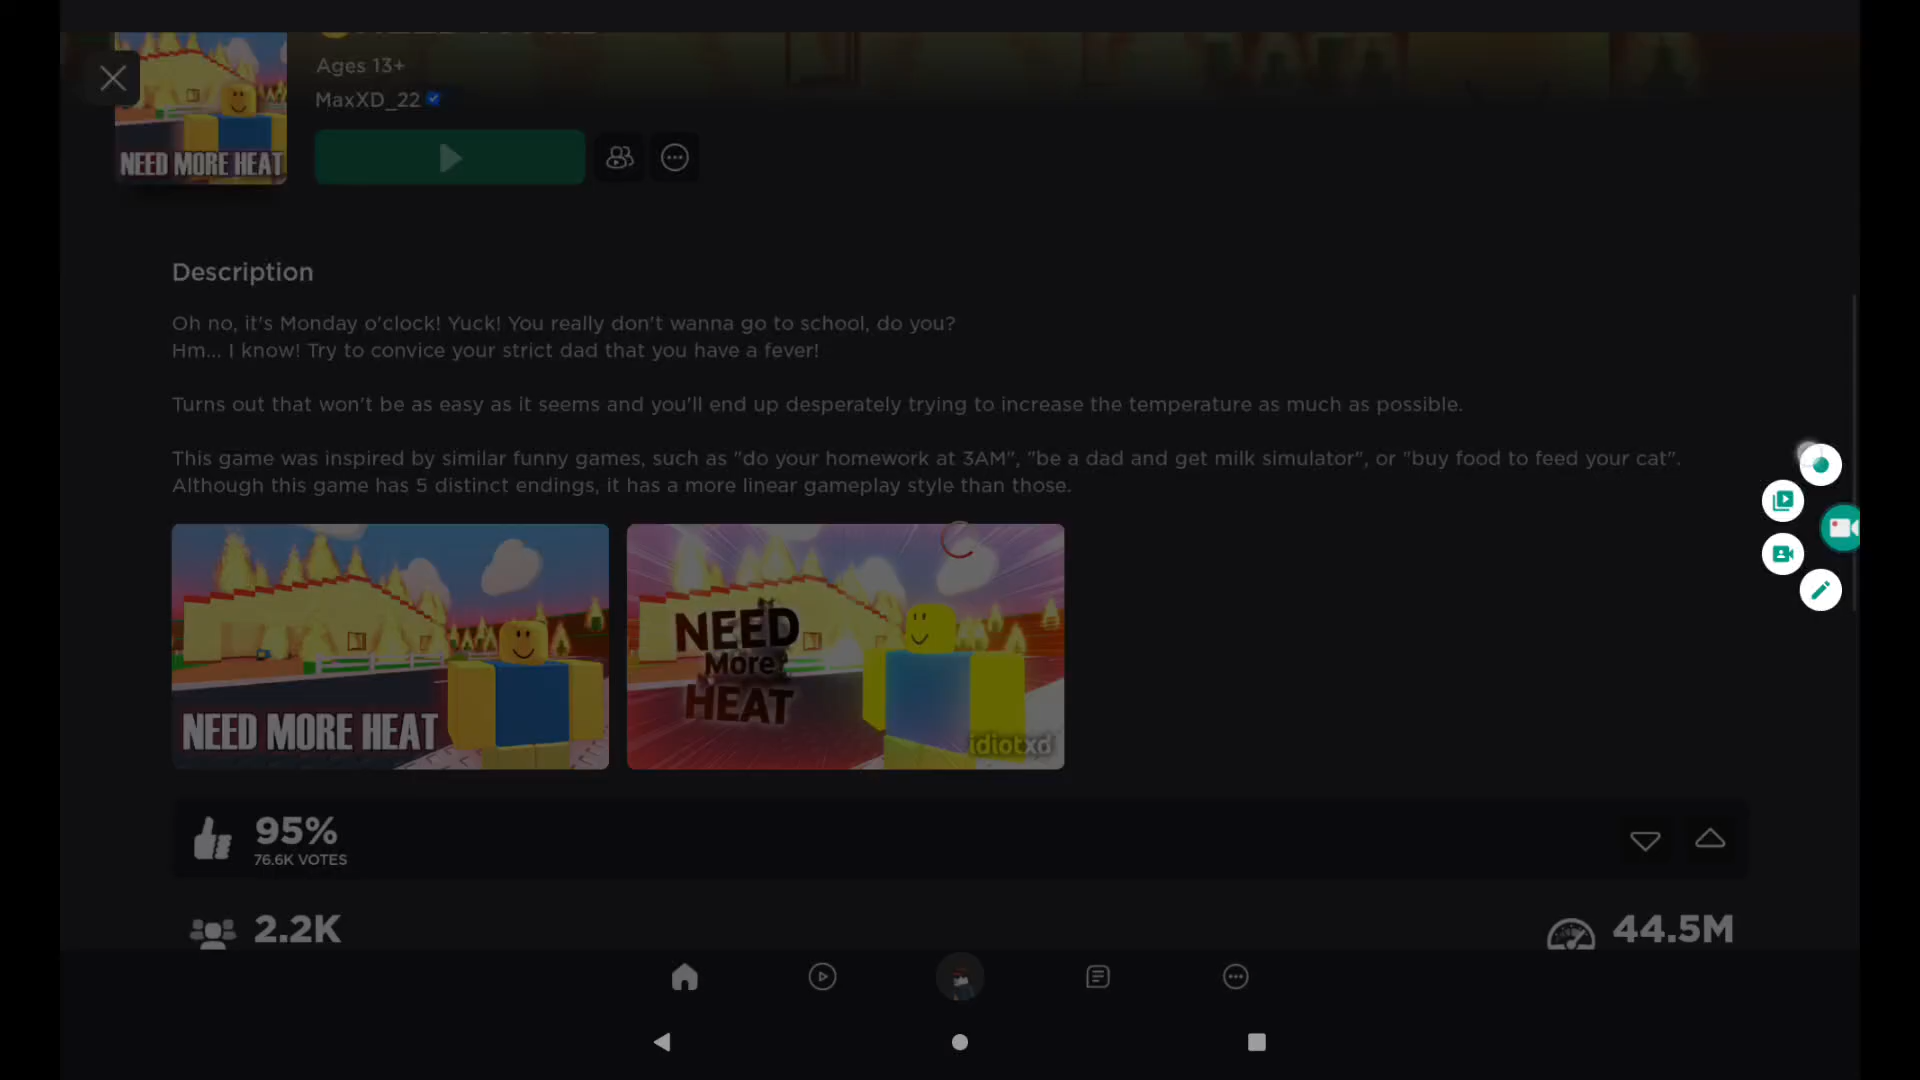 Ages 13+
MaxXD_22
NEED MORE HEAT
Description
Oh no, it's Monday o'clock! Yuck! You really don't wanna go to school, do you?
Hm... I know! Try to convice your strict dad that you have a fever!
Turns out that won't be as easy as it seems and you'll end up desperately trying to increase the temperature as much as possible.
This game was inspired by similar funny games, such as "do your homework at 3AM", "be a dad and get milk simulator", or "buy food to feed your cat".
Although this game has 5 distinct endings, it has a more linear gameplay style than those.
NEED MORE HEAT
NEED
More
HEAT
idiotxd
95%
76.6K VOTES
2.2K
44.5M